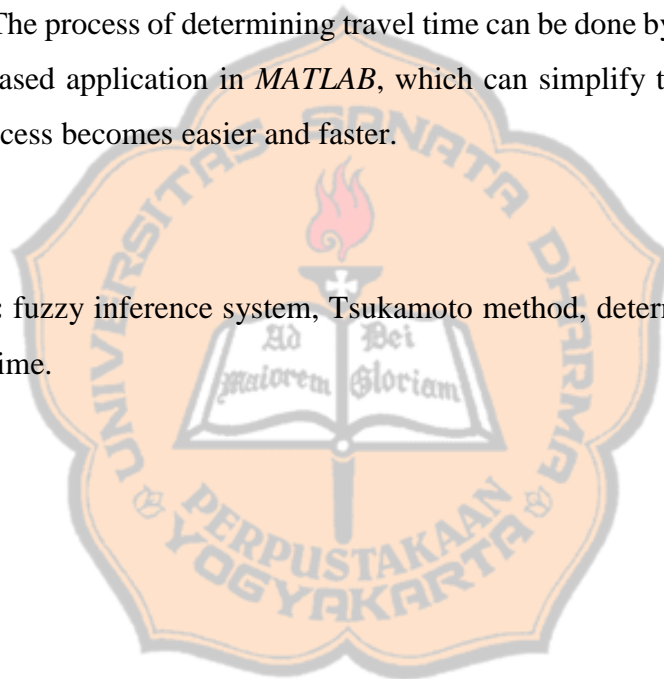 The process of determining travel time can be done by
ased application in MATLAB, which can simplify t
cess becomes easier and faster.
UNIVERSITAS SANATA DHARMA
: fuzzy inference system, Tsukamoto method, determ
ime.
Ad Dei
Maiorem Gloriam
PERPUSTAKAAN
YOGYAKARTA